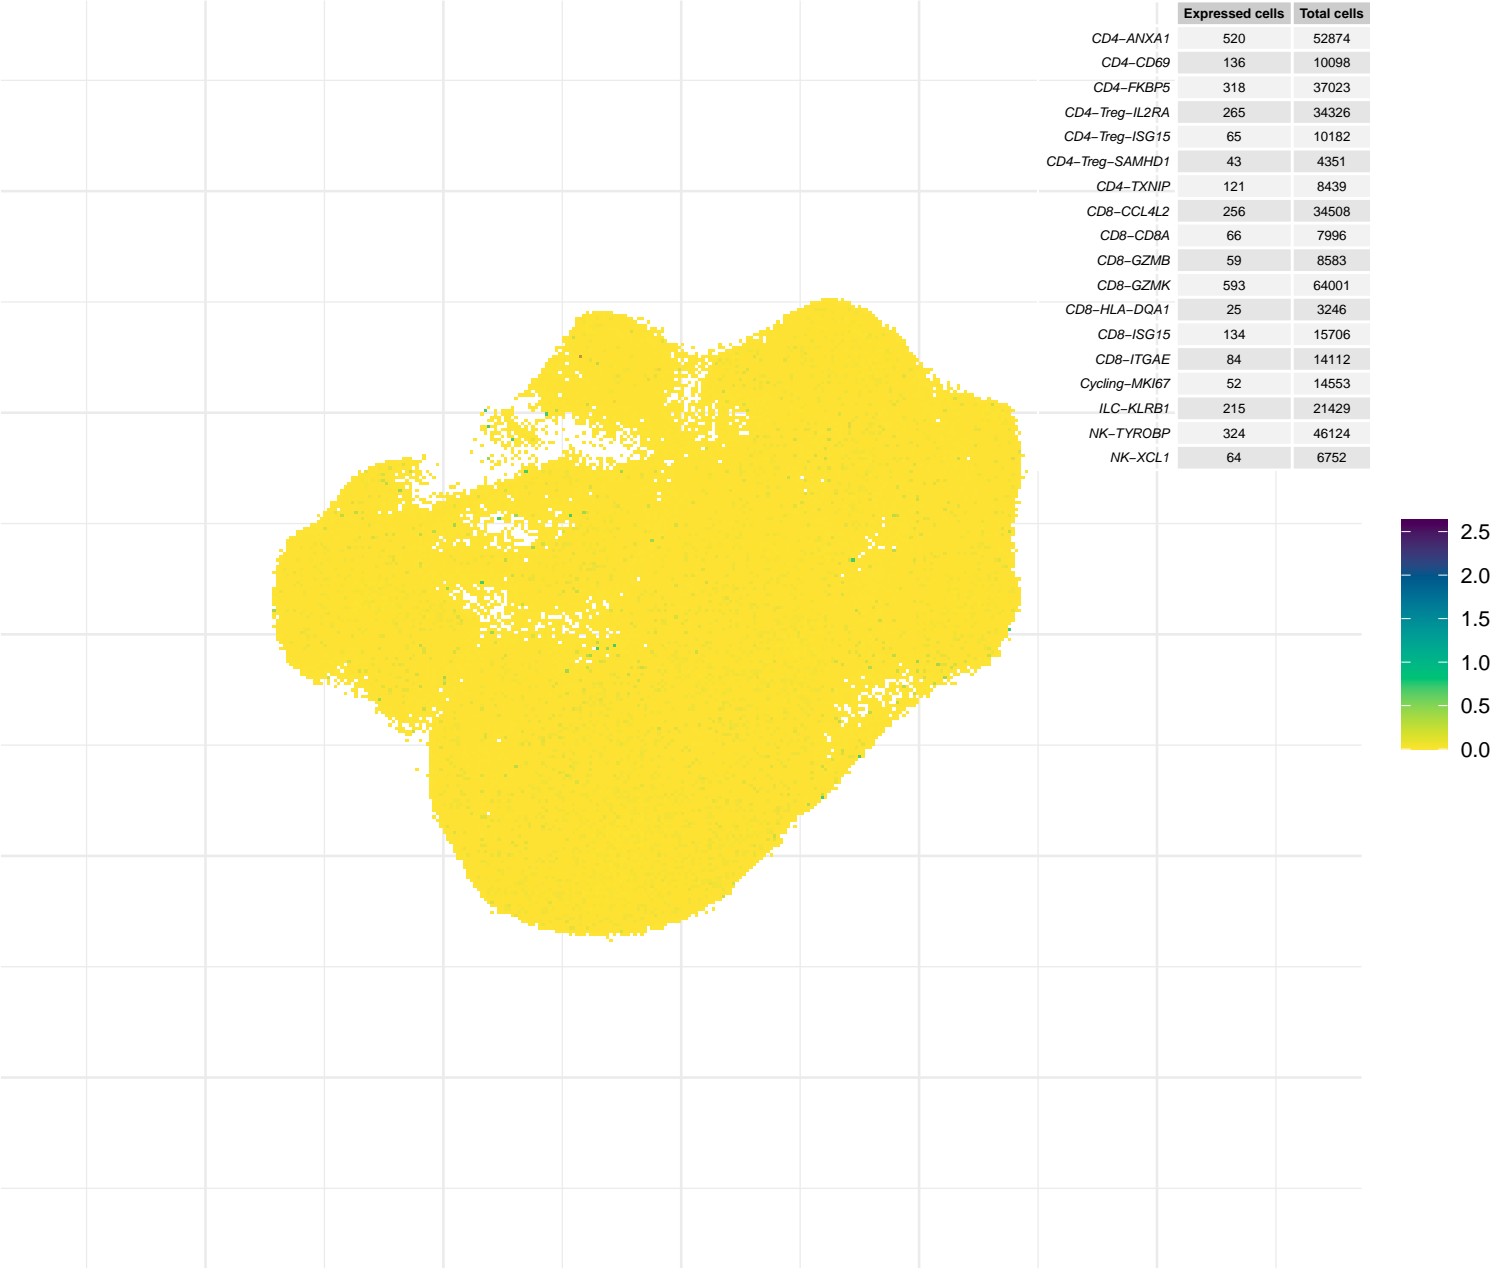 Expressed cells Total cells
CD4−ANXA1 520 52874
CD4−CD69 136 10098
CD4−FKBP5 318 37023
CD4−Treg−IL2RA 265 34326
CD4−Treg−ISG15 65 10182
CD4−Treg−SAMHD1 43 4351
CD4−TXNIP 121 8439
CD8−CCL4L2 256 34508
CD8−CD8A 66 7996
CD8−GZMB 59 8583
CD8−GZMK 593 64001
CD8−HLA−DQA1 25 3246
CD8−ISG15 134 15706
CD8−ITGAE 84 14112
Cycling−MKI67 52 14553
ILC−KLRB1 215 21429
NK−TYROBP 324 46124
NK−XCL1 64 6752
2.5
2.0
1.5
1.0
0.5
0.0